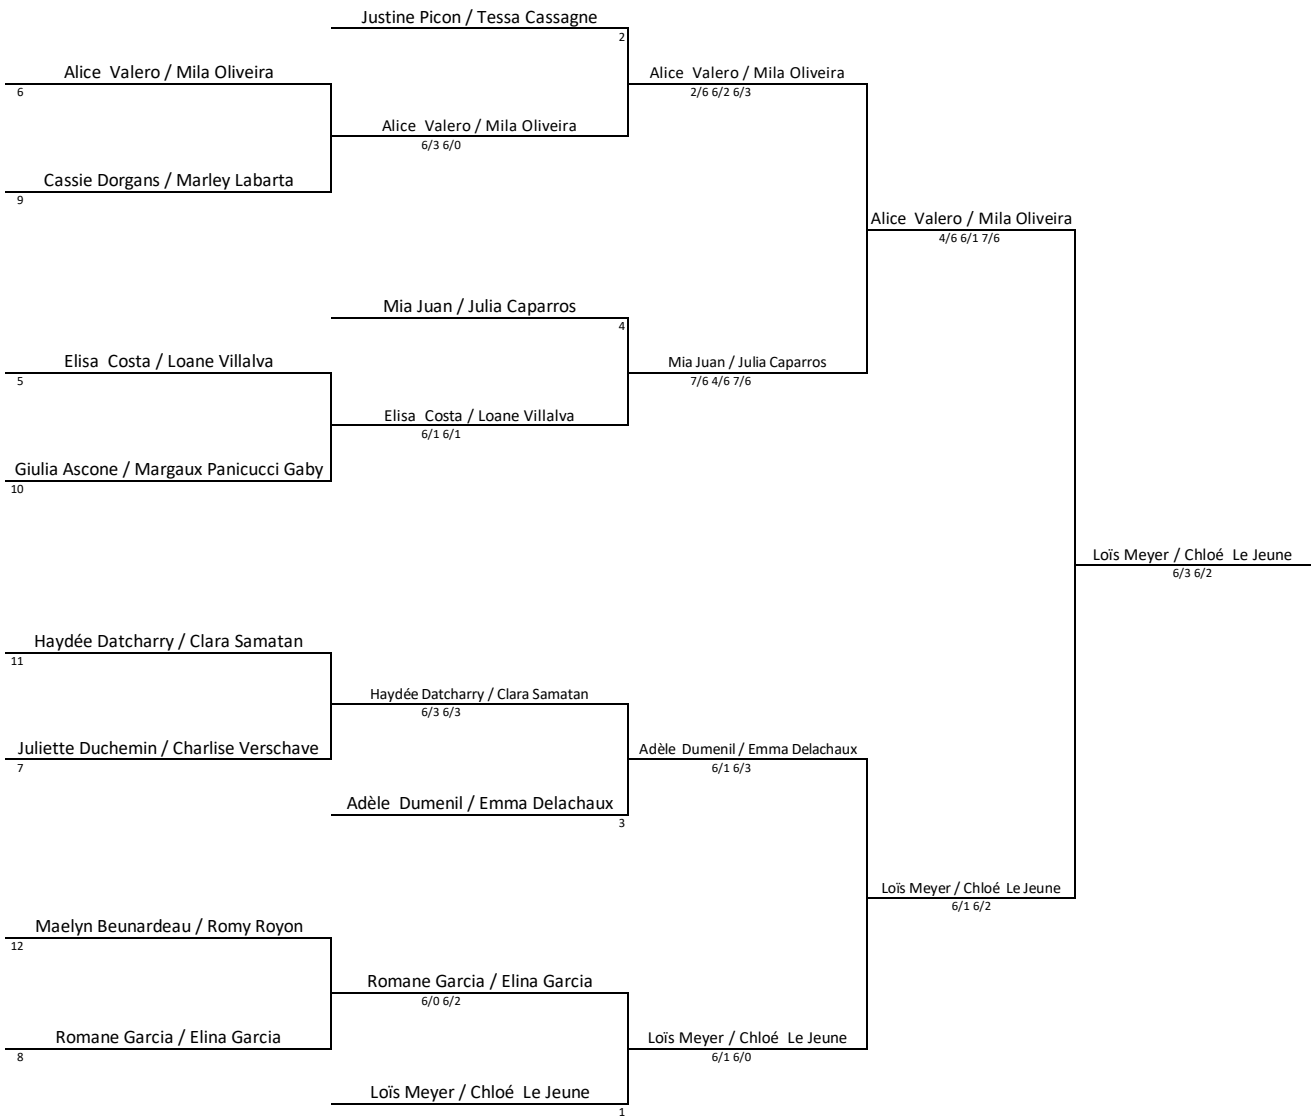 Justine Picon / Tessa Cassagne
2
Alice Valero / Mila Oliveira
6
Alice Valero / Mila Oliveira
2/6 6/2 6/3
Alice Valero / Mila Oliveira
6/3 6/0
Cassie Dorgans / Marley Labarta
9
Alice Valero / Mila Oliveira
4/6 6/1 7/6
Mia Juan / Julia Caparros
4
Elisa Costa / Loane Villalva
5
Mia Juan / Julia Caparros
7/6 4/6 7/6
Elisa Costa / Loane Villalva
6/1 6/1
Giulia Ascone / Margaux Panicucci Gaby
10
Loïs Meyer / Chloé Le Jeune
6/3 6/2
Haydée Datcharry / Clara Samatan
11
Haydée Datcharry / Clara Samatan
6/3 6/3
Juliette Duchemin / Charlise Verschave
7
Adèle Dumenil / Emma Delachaux
6/1 6/3
Adèle Dumenil / Emma Delachaux
3
Loïs Meyer / Chloé Le Jeune
6/1 6/2
Maelyn Beunardeau / Romy Royon
12
Romane Garcia / Elina Garcia
6/0 6/2
Romane Garcia / Elina Garcia
8
Loïs Meyer / Chloé Le Jeune
6/1 6/0
Loïs Meyer / Chloé Le Jeune
1